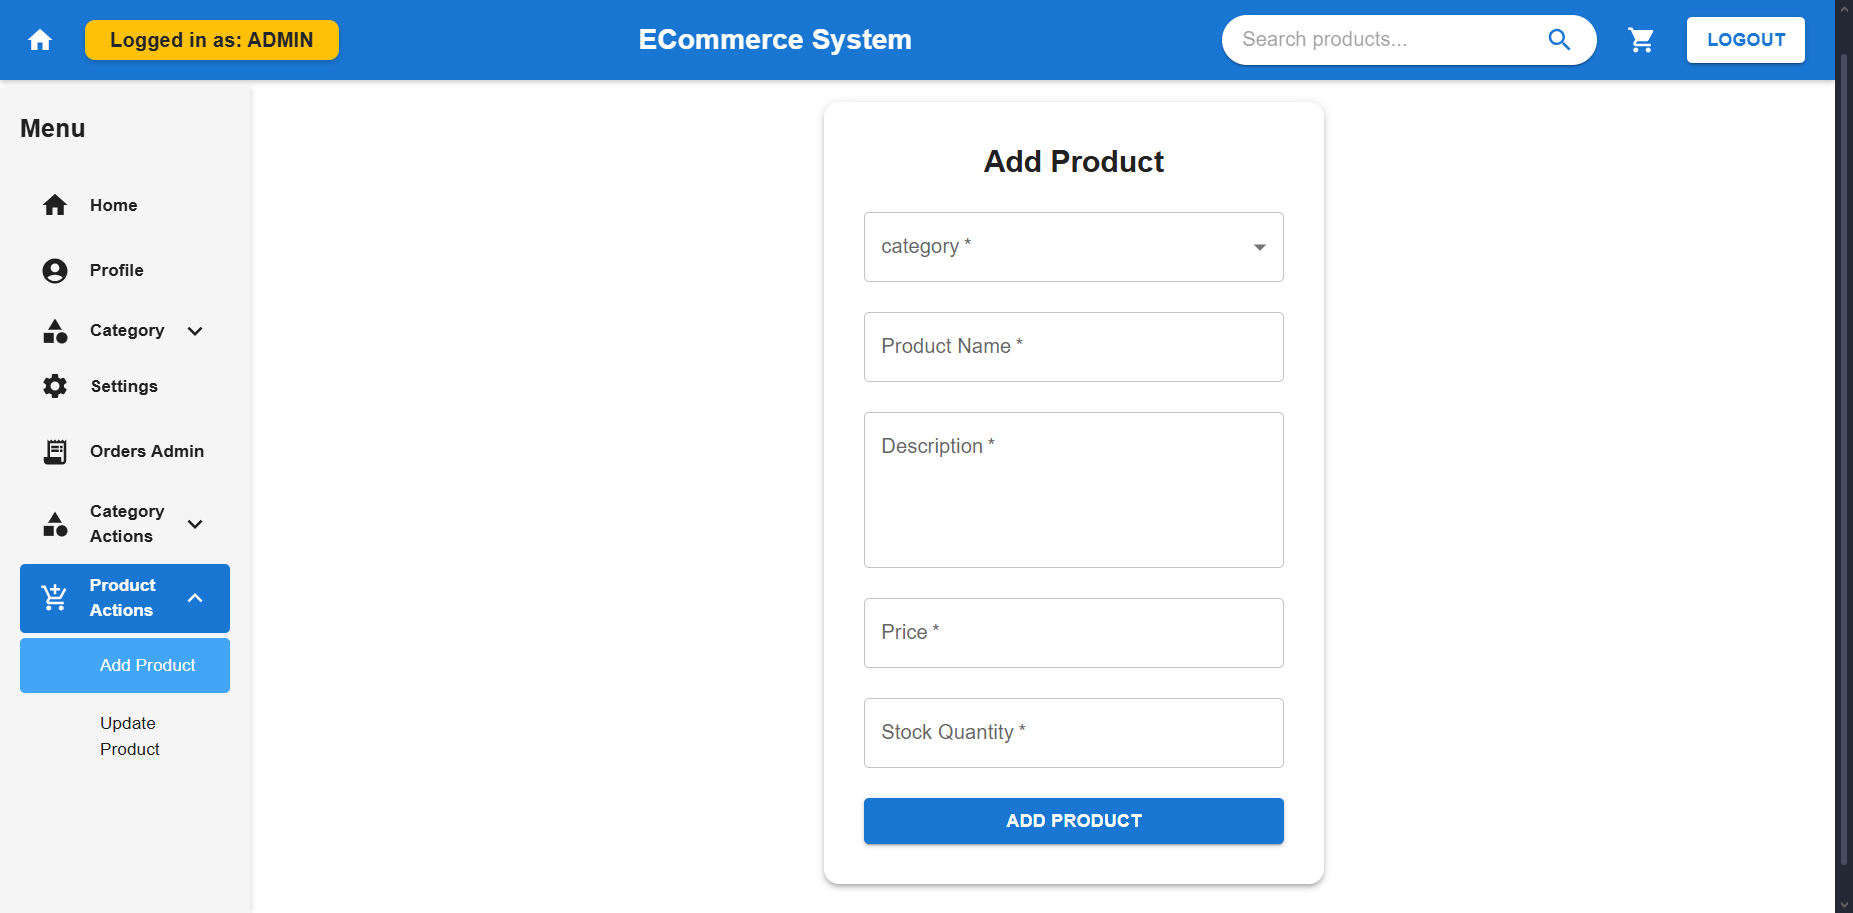 Logged in as: ADMIN
ECommerce System
Search products...
LOGOUT
Menu
Home
Profile
Category
Settings
Orders Admin
Category
Actions
Product
Actions
Add Product
Update
Product
Add Product
category *
Product Name *
Description *
Price *
Stock Quantity *
ADD PRODUCT